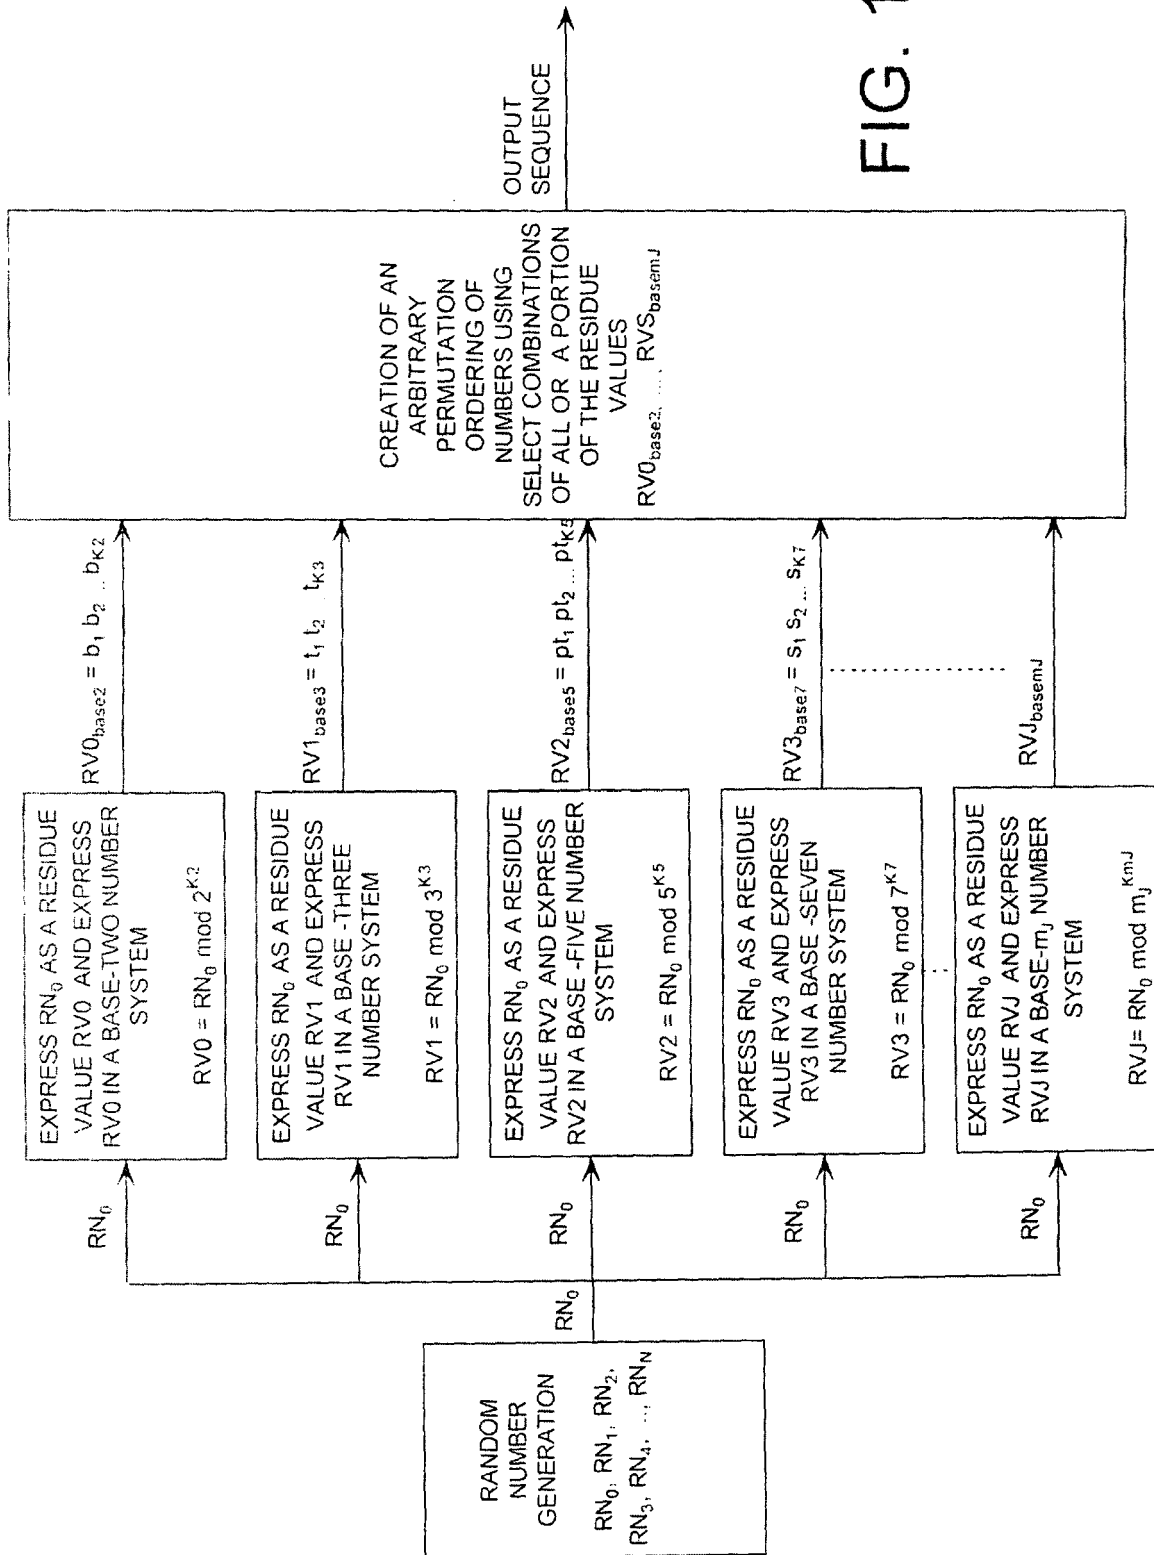 RANDOM
NUMBER
GENERATION
RN₀, RN₁, RN₂,
RN₃, RN₄, ..., RN_N
RN₀
RN₀
RN₀
RN₀
RN₀
RN₀
EXPRESS RN₀ AS A RESIDUE
VALUE RV0 AND EXPRESS
RV0 IN A BASE-TWO NUMBER
SYSTEM
RV0 = RN₀ mod 2^K2
EXPRESS RN₀ AS A RESIDUE
VALUE RV1 AND EXPRESS
RV1 IN A BASE -THREE
NUMBER SYSTEM
RV1 = RN₀ mod 3^K3
EXPRESS RN₀ AS A RESIDUE
VALUE RV2 AND EXPRESS
RV2 IN A BASE -FIVE NUMBER
SYSTEM
RV2 = RN₀ mod 5^K5
EXPRESS RN₀ AS A RESIDUE
VALUE RV3 AND EXPRESS
RV3 IN A BASE -SEVEN
NUMBER SYSTEM
RV3 = RN₀ mod 7^K7
EXPRESS RN₀ AS A RESIDUE
VALUE RVJ AND EXPRESS
RVJ IN A BASE-m_J NUMBER
SYSTEM
RVJ= RN₀ mod m_J^KmJ
RV0_base2 = b₁ b₂ ... b_K2
RV1_base3 = t₁ t₂ ... t_K3
RV2_base5 = pt₁ pt₂ ... pt_K5
RV3_base7 = s₁ s₂ ... s_K7
RVJ_basemJ
CREATION OF AN
ARBITRARY
PERMUTATION
ORDERING OF
NUMBERS USING
SELECT COMBINATIONS
OF ALL OR A PORTION
OF THE RESIDUE
VALUES
RV0_base2, ..., RVS_basemJ
OUTPUT
SEQUENCE
FIG. 1